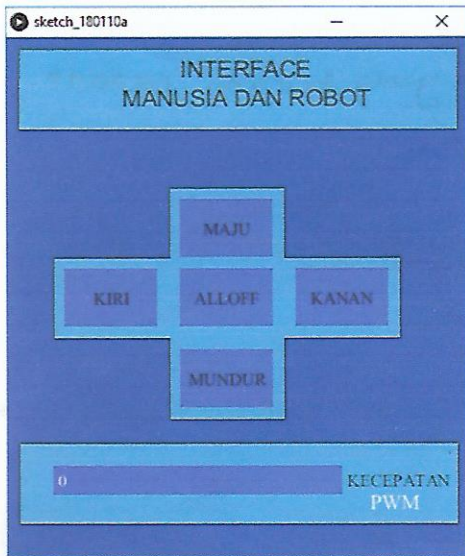 sketch_180110a
INTERFACE
MANUSIA DAN ROBOT
MAJU
KIRI ALLOFF KANAN
MUNDUR
0 KECEPATAN
PWM